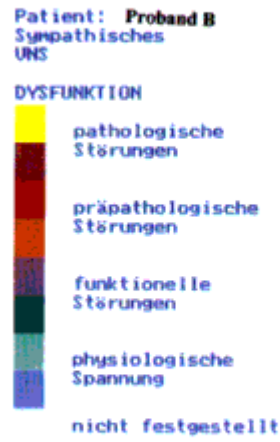 Patient: Proband B
Sympathisches
UNS
DYSFUNKTION
pathologische
Störungen
präpathologische
Störungen
funktionelle
Störungen
physiologische
Spannung
nicht festgestellt